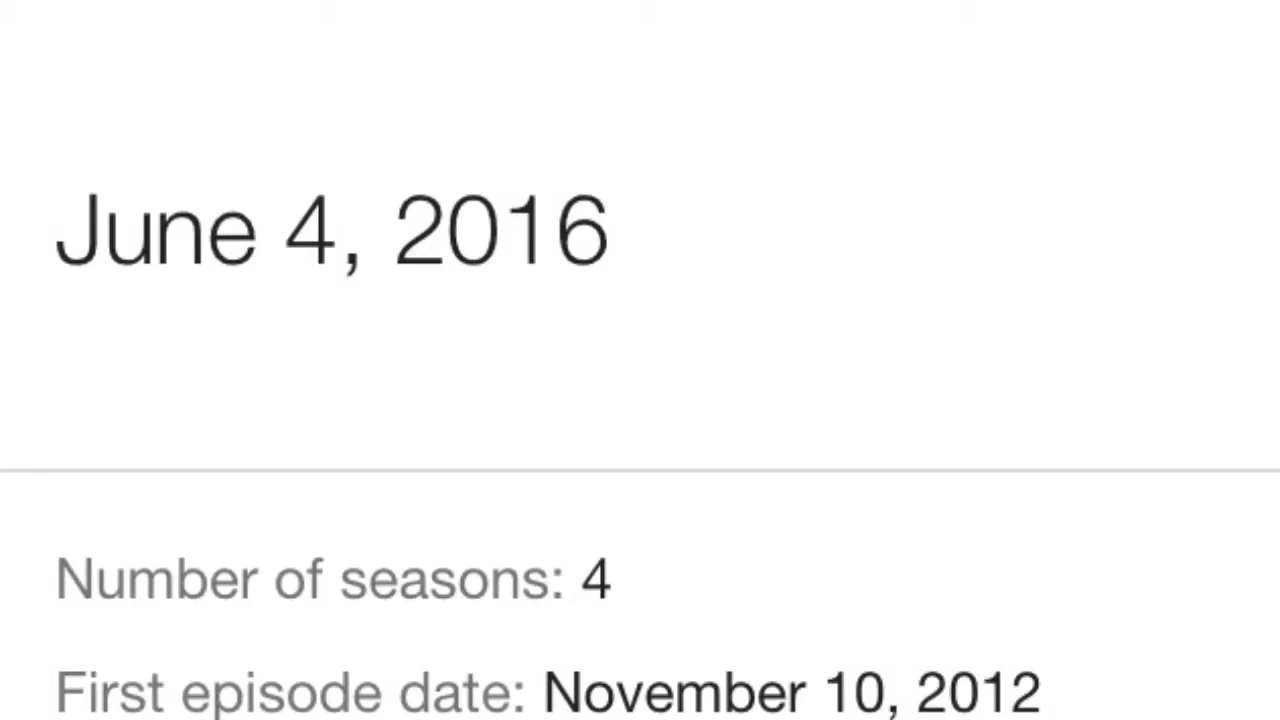 June 4, 2016
Number of seasons: 4
First episode date: November 10, 2012